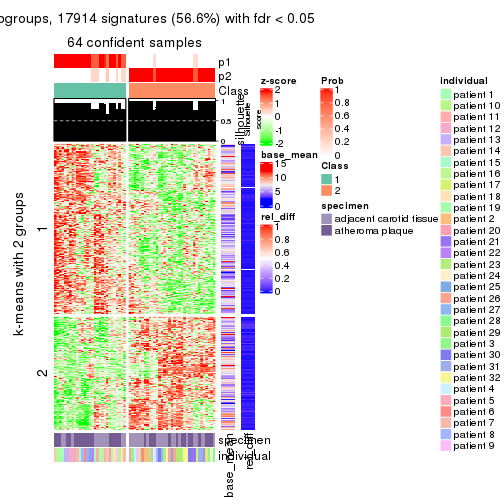 ogroups, 17914 signatures (56.6%) with fdr < 0.05
64 confident samples
p1
p2
Class
silhouette
Silhouette
score
1
0.5
0
k-means with 2 groups
1
2
specimen
individual
base_mean
rel_diff
z-score
2
1
0
-1
-2
base_mean
15
10
5
0
rel_diff
1
0.8
0.6
0.4
0.2
0
Prob
1
0.8
0.6
0.4
0.2
0
Class
1
2
specimen
adjacent carotid tissue
atheroma plaque
individual
patient 1
patient 10
patient 11
patient 12
patient 13
patient 14
patient 15
patient 16
patient 17
patient 18
patient 19
patient 2
patient 20
patient 21
patient 22
patient 23
patient 24
patient 25
patient 26
patient 27
patient 28
patient 29
patient 3
patient 30
patient 31
patient 32
patient 4
patient 5
patient 6
patient 7
patient 8
patient 9